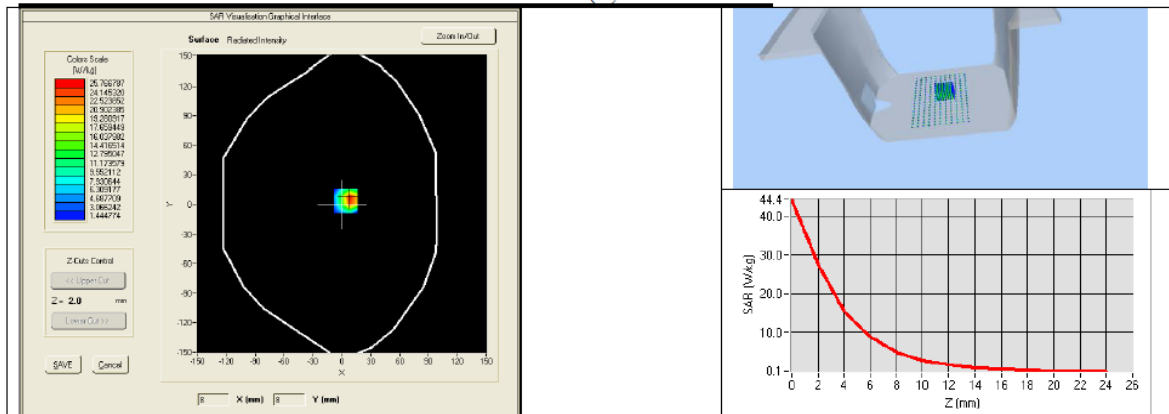 SAR Visualisation Graphical Interface
Surface Radiated Intensity
Zoom In/Out
Colors Scale
(W/kg)
25.766787
24.145320
22.523852
20.902385
19.280917
17.659449
16.037982
14.416514
12.795047
11.173579
9.552112
7.930644
6.309177
4.687709
3.066242
1.444774
150
90
60
30
0
-30
-60
-90
-120
-150
Y
-150 -120 -90 -60 -30 0 30 60 90 120 150
X
Z-Cuts Control
<< Upper Cut
Z = 2.0 mm
Lower Cut >>
SAVE Cancel
8 X (mm) 8 Y (mm)
44.4
40.0
30.0
20.0
10.0
0.1
SAR (W/kg)
0 2 4 6 8 10 12 14 16 18 20 22 24 26
Z (mm)